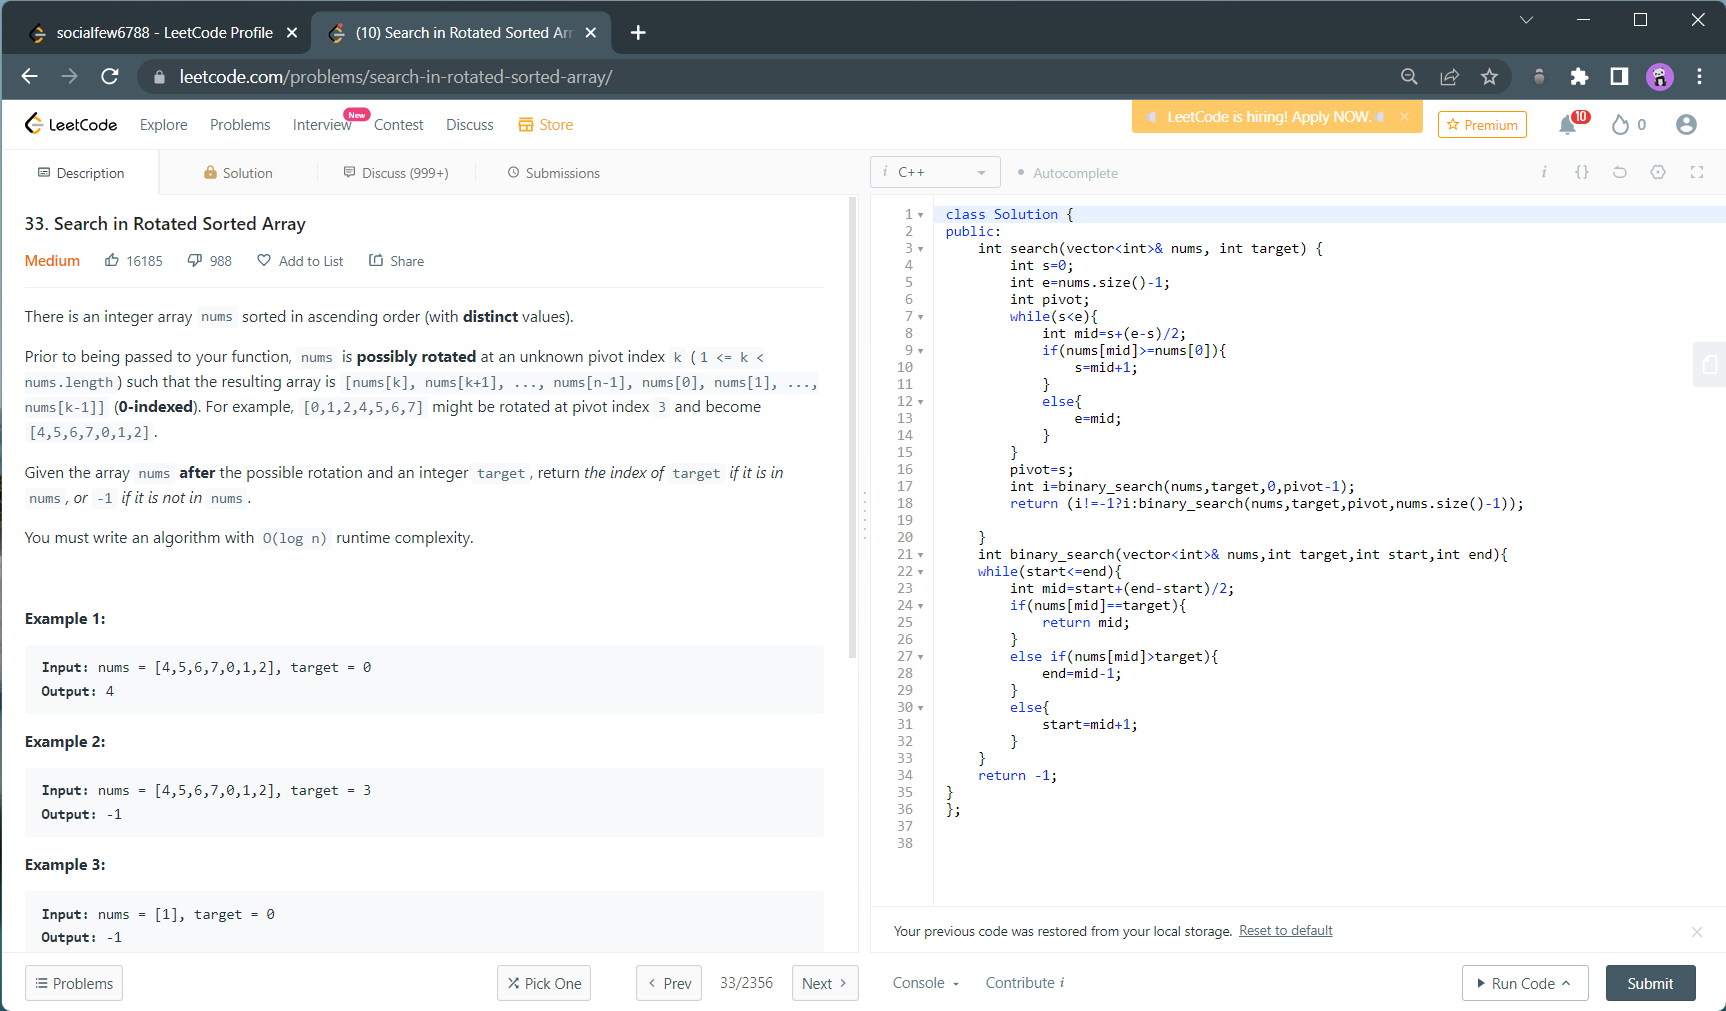 socialfew6788 - LeetCode Profile
(10) Search in Rotated Sorted Arr
leetcode.com/problems/search-in-rotated-sorted-array/
LeetCode
Explore
Problems
Interview
New
Contest
Discuss
Store
LeetCode is hiring! Apply NOW.
Premium
10
0
Description
Solution
Discuss (999+)
Submissions
i C++
Autocomplete
i
{}
33. Search in Rotated Sorted Array
Medium
16185
988
Add to List
Share
There is an integer array nums sorted in ascending order (with distinct values).
Prior to being passed to your function, nums is possibly rotated at an unknown pivot index k (1 <= k <
nums.length) such that the resulting array is [nums[k], nums[k+1], ..., nums[n-1], nums[0], nums[1], ...,
nums[k-1]] (0-indexed). For example, [0,1,2,4,5,6,7] might be rotated at pivot index 3 and become
[4,5,6,7,0,1,2].
Given the array nums after the possible rotation and an integer target, return the index of target if it is in
nums, or -1 if it is not in nums.
You must write an algorithm with O(log n) runtime complexity.
Example 1:
Input: nums = [4,5,6,7,0,1,2], target = 0
Output: 4
Example 2:
Input: nums = [4,5,6,7,0,1,2], target = 3
Output: -1
Example 3:
Input: nums = [1], target = 0
Output: -1
1 class Solution {
2 public:
3     int search(vector<int>& nums, int target) {
4         int s=0;
5         int e=nums.size()-1;
6         int pivot;
7         while(s<e){
8             int mid=s+(e-s)/2;
9             if(nums[mid]>=nums[0]){
10                 s=mid+1;
11             }
12             else{
13                 e=mid;
14             }
15         }
16         pivot=s;
17         int i=binary_search(nums,target,0,pivot-1);
18         return (i!=-1?i:binary_search(nums,target,pivot,nums.size()-1));
19
20     }
21     int binary_search(vector<int>& nums,int target,int start,int end){
22     while(start<=end){
23         int mid=start+(end-start)/2;
24         if(nums[mid]==target){
25             return mid;
26         }
27         else if(nums[mid]>target){
28             end=mid-1;
29         }
30         else{
31             start=mid+1;
32         }
33     }
34     return -1;
35 }
36 };
37
38
Your previous code was restored from your local storage. Reset to default
Problems
Pick One
Prev
33/2356
Next
Console
Contribute i
Run Code
Submit